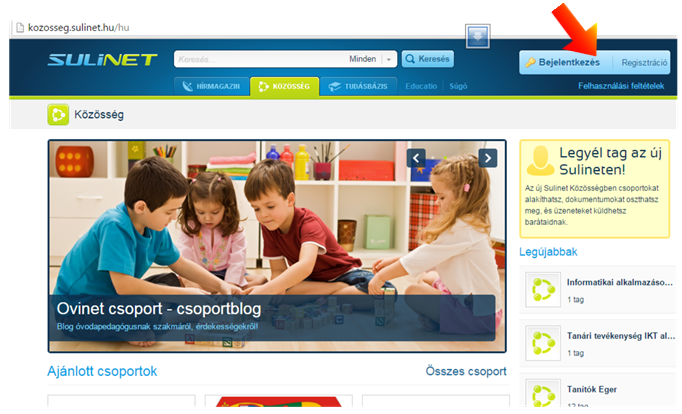 kozosseg.sulinet.hu/hu
SULiNET
Keresés...
Minden
Keresés
Bejelentkezés
Regisztráció
HÍRMAGAZIN
KÖZÖSSÉG
TUDÁSBÁZIS
Educatio
Súgó
Felhasználási feltételek
Közösség
Legyél tag az új
Sulineten!
Az új Sulinet Közösségben csoportokat
alakíthatsz, dokumentumokat oszthatsz
meg, és üzeneteket küldhetsz
barátaidnak.
Ovinet csoport - csoportblog
Blog óvodapedagógusnak szakmáról, érdekességekről!
Legújabbak
Informatikai alkalmazáso...
1 tag
Tanári tevékenység IKT al...
1 tag
Tanítók Eger
12 tag
Ajánlott csoportok
Összes csoport